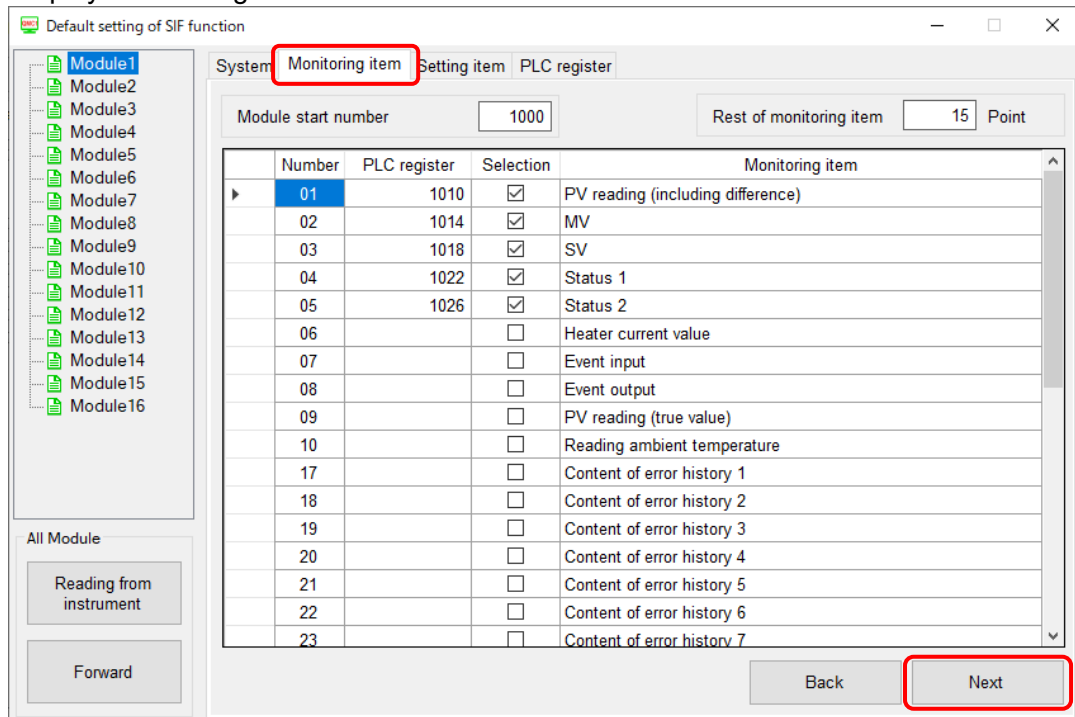 Default setting of SIF function
Module1
Module2
Module3
Module4
Module5
Module6
Module7
Module8
Module9
Module10
Module11
Module12
Module13
Module14
Module15
Module16
All Module
Reading from
instrument
Forward
System Monitoring item Setting item PLC register
Module start number 1000 Rest of monitoring item 15 Point
Number PLC register Selection Monitoring item
01 1010 PV reading (including difference)
02 1014 MV
03 1018 SV
04 1022 Status 1
05 1026 Status 2
06 Heater current value
07 Event input
08 Event output
09 PV reading (true value)
10 Reading ambient temperature
17 Content of error history 1
18 Content of error history 2
19 Content of error history 3
20 Content of error history 4
21 Content of error history 5
22 Content of error history 6
23 Content of error history 7
Back Next